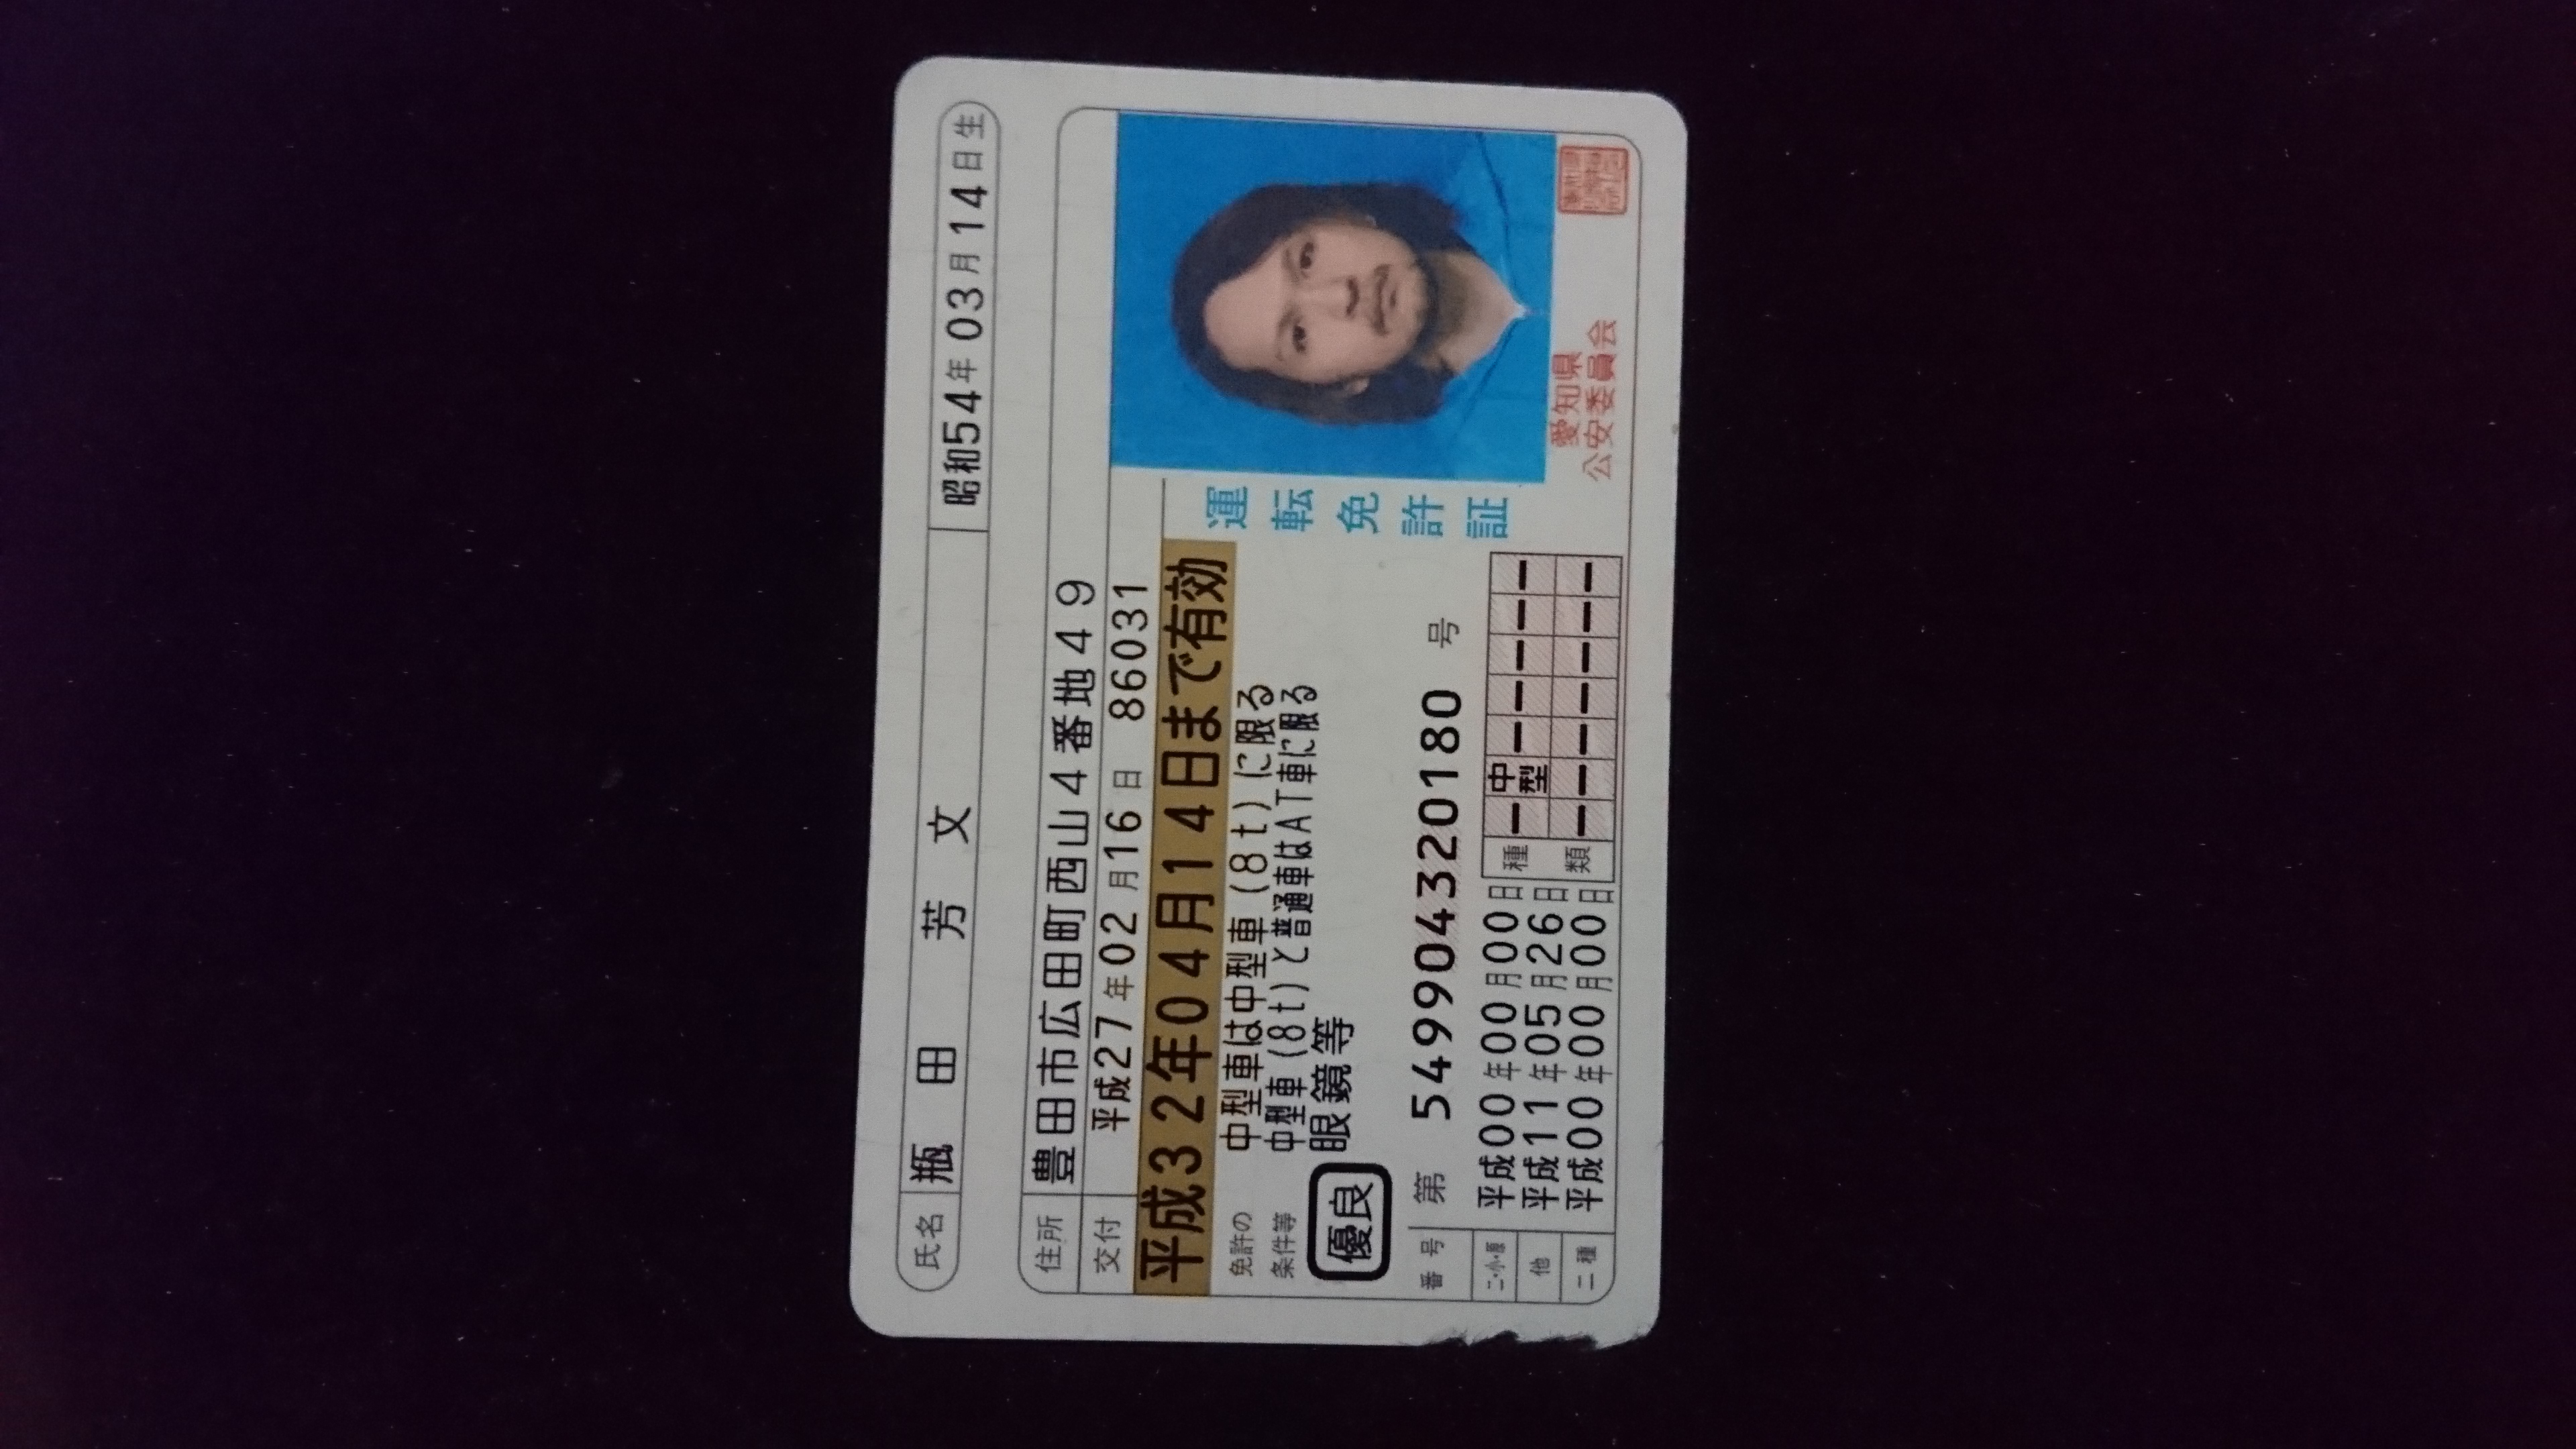 氏名 瓶田 芳文 昭和54年03月14日生
住所 豊田市広田町西山4番地49
交付 平成27年02月16日 86031
平成32年04月14日まで有効
免許の 中型車は中型車(8t)に限る
条件等 中型車(8t)と普通車はAT車に限る
眼鏡等
優良
番号 第 549904320180 号
二・小・原 平成00年00月00日
他 平成11年05月26日
二種 平成00年00月00日
種類 ー 中型 ー ー ー ー ー
ー ー ー ー ー ー ー
運転免許証
愛知県
公安委員会